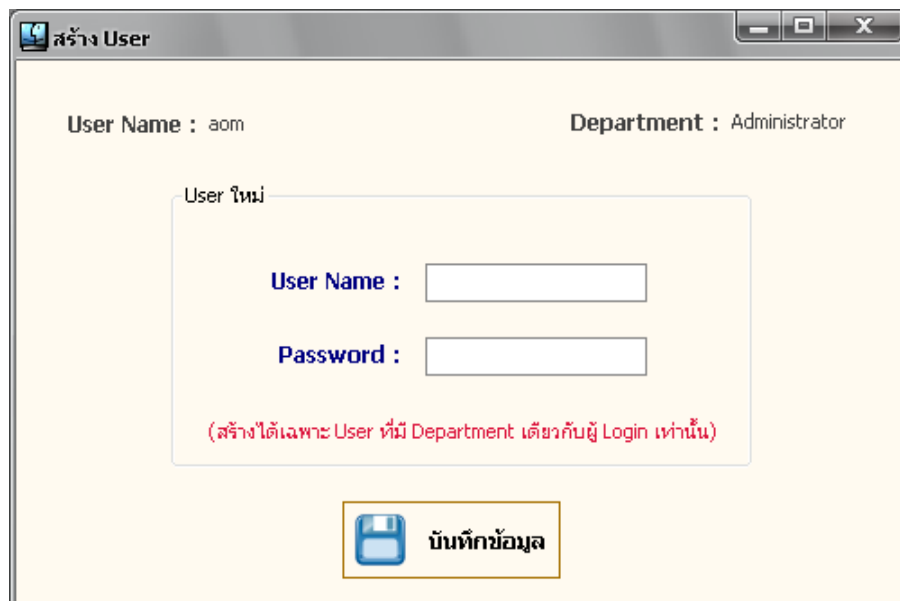 สร้าง User
User Name : aom
Department : Administrator
User ใหม่
User Name :
Password :
(สร้างได้เฉพาะ User ที่มี Department เดียวกับผู้ Login เท่านั้น)
บันทึกข้อมูล